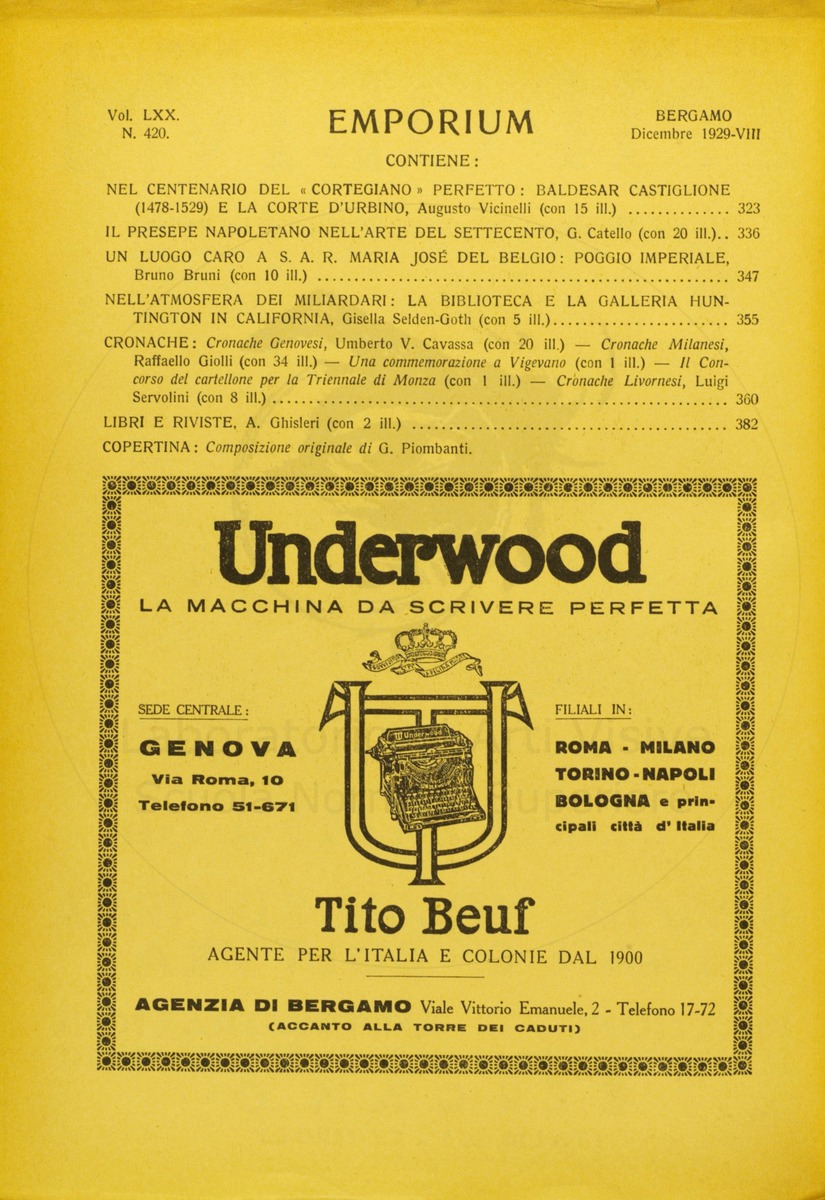 Vol. LXX.
N. 420.
EMPORIUM
BERGAMO
Dicembre 1929-VIII
CONTIENE :
NEL CENTENARIO DEL « CORTEGIANO » PERFETTO : BALDESAR CASTIGLIONE
(1478-1529) E LA CORTE D'URBINO, Augusto Vicinelli (con 15 ill.) .............. 323
IL PRESEPE NAPOLETANO NELL'ARTE DEL SETTECENTO, G. Catello (con 20 ill.).. 336
UN LUOGO CARO A S. A. R. MARIA JOSÉ DEL BELGIO : POGGIO IMPERIALE,
Bruno Bruni (con 10 ill.) ........................................................ 347
NELL'ATMOSFERA DEI MILIARDARI : LA BIBLIOTECA E LA GALLERIA HUN-
TINGTON IN CALIFORNIA, Gisella Selden-Goth (con 5 ill.)........................ 355
CRONACHE : Cronache Genovesi, Umberto V. Cavassa (con 20 ill.) — Cronache Milanesi,
Raffaello Giolli (con 34 ill.) — Una commemorazione a Vigevano (con 1 ill.) — Il Con-
corso del cartellone per la Triennale di Monza (con 1 ill.) — Cronache Livornesi, Luigi
Servolini (con 8 ill.) .............................................................. 360
LIBRI E RIVISTE, A. Ghisleri (con 2 ill.) ........................................... 382
COPERTINA : Composizione originale di G. Piombanti.
Underwood
LA MACCHINA DA SCRIVERE PERFETTA
SEDE CENTRALE :
GENOVA
Via Roma, 10
Telefono 51-671
Underwood
FILIALI IN :
ROMA - MILANO
TORINO - NAPOLI
BOLOGNA e prin-
cipali città d'Italia
Tito Beuf
AGENTE PER L'ITALIA E COLONIE DAL 1900
AGENZIA DI BERGAMO Viale Vittorio Emanuele, 2 - Telefono 17-72
(ACCANTO ALLA TORRE DEI CADUTI)